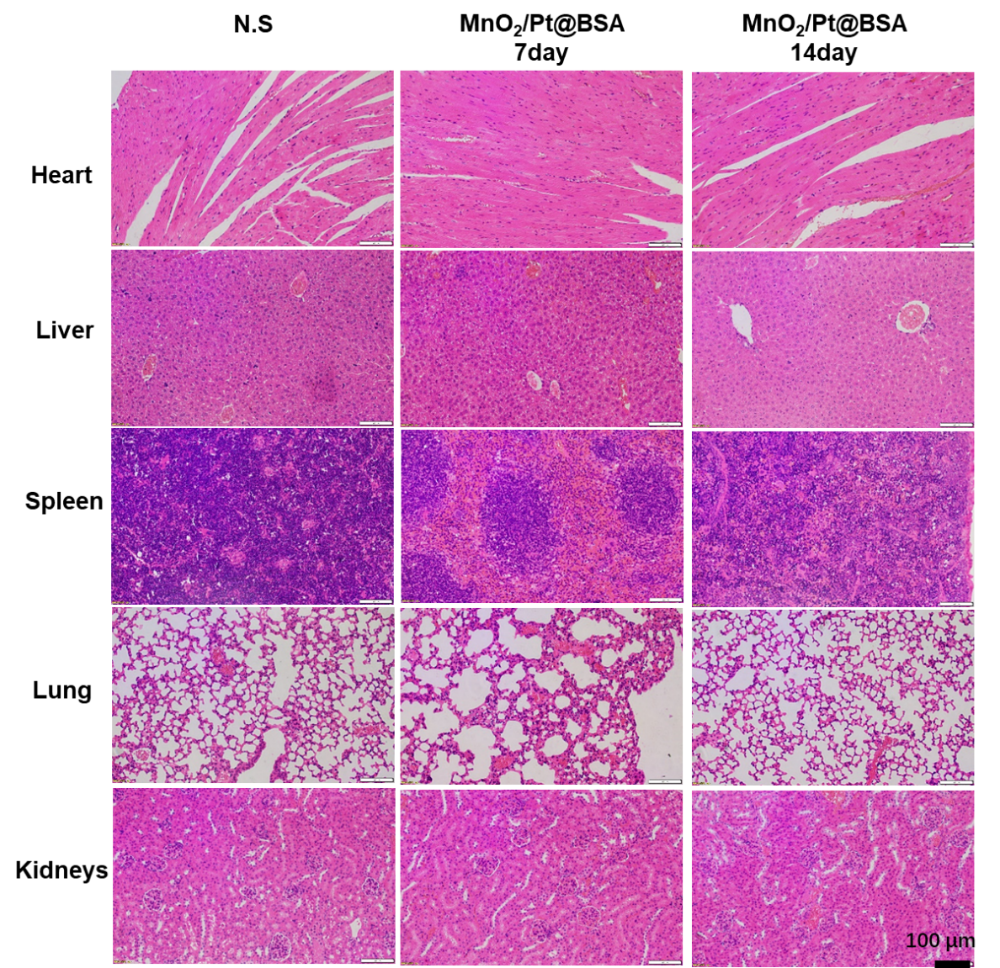 N.S
MnO₂/Pt@BSA
7day
MnO₂/Pt@BSA
14day
Heart
Liver
Spleen
Lung
Kidneys
100 μm